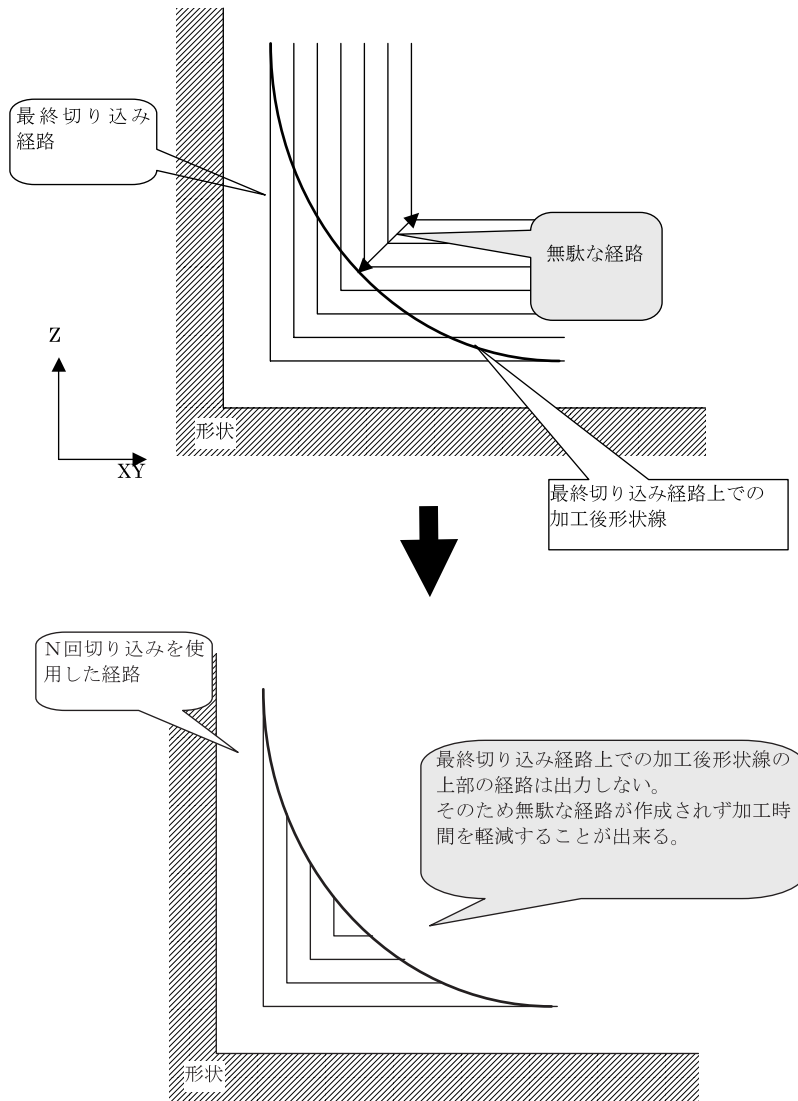 最終切り込み
経路
無駄な経路
Z
XY
形状
最終切り込み経路上での
加工後形状線
N回切り込みを使
用した経路
最終切り込み経路上での加工後形状線の
上部の経路は出力しない。
そのため無駄な経路が作成されず加工時
間を軽減することが出来る。
形状